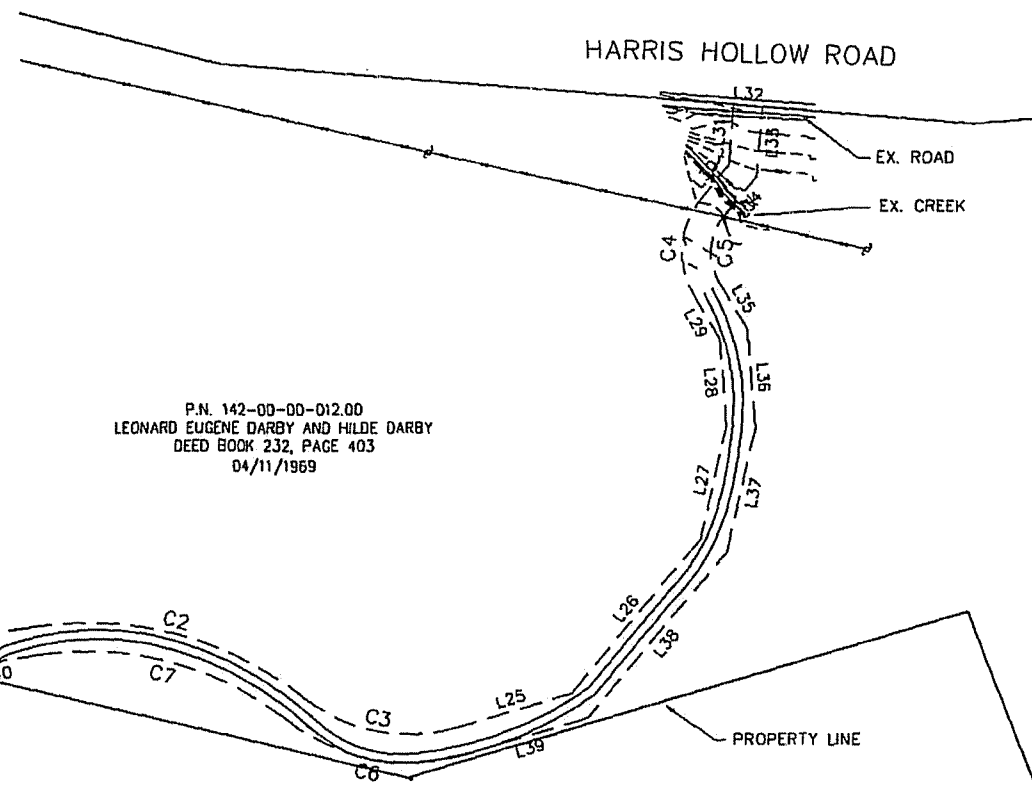 HARRIS HOLLOW ROAD
L32
L31
L33
EX. ROAD
EX. CREEK
C4
C5
L35
L29
L28
L36
P.N. 142-00-00-012.00
LEONARD EUGENE DARBY AND HILDE DARBY
DEED BOOK 232, PAGE 403
04/11/1969
L27
L37
L26
L38
C2
C7
L25
C3
L39
C6
PROPERTY LINE